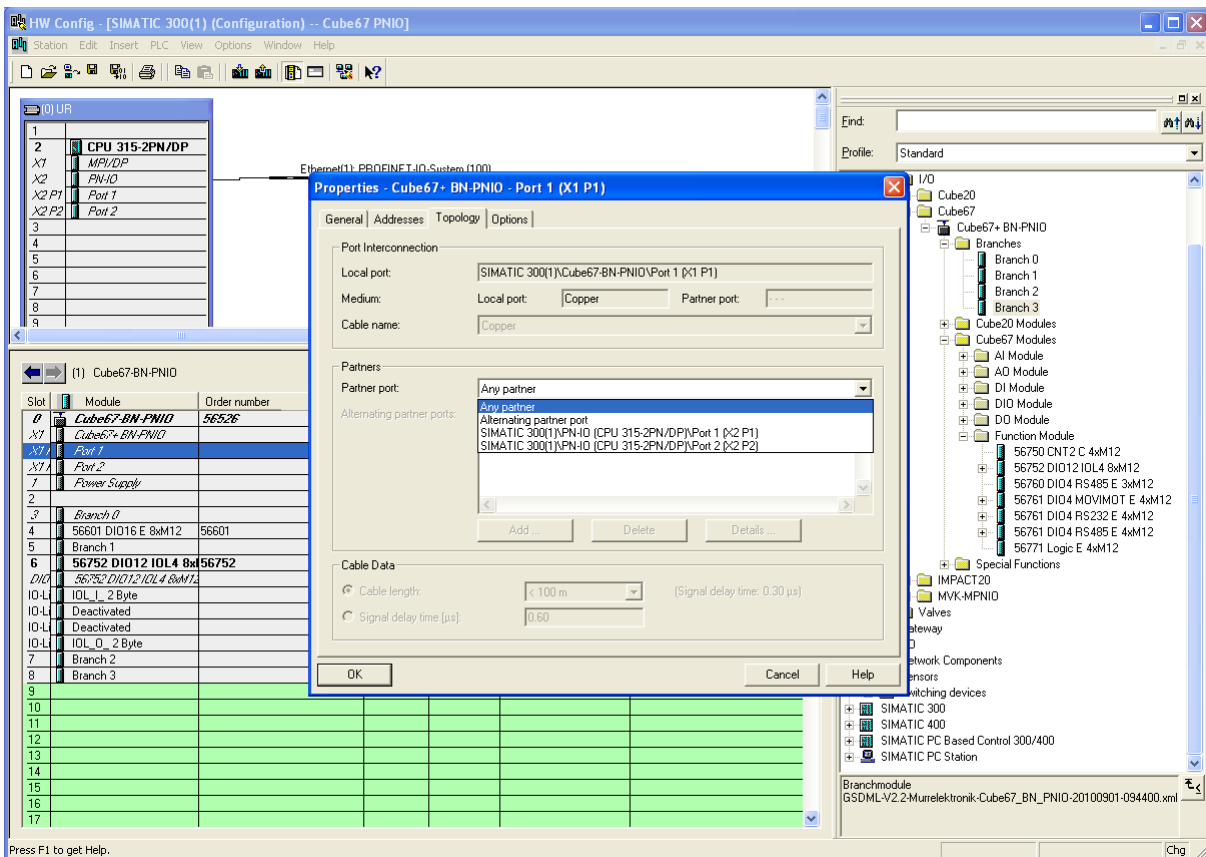 HW Config - [SIMATIC 300(1) (Configuration) -- Cube67 PNIO]
Station Edit Insert PLC View Options Window Help
(0) UR
1
2 CPU 315-2PN/DP
X1 MPI/DP
X2 PN-IO
X2 P1 Port 1
X2 P2 Port 2
3
4
5
6
7
8
9
Ethernet(1): PROFINET-IO-System (100)
(1) Cube67-BN-PNIO
Slot Module Order number
0 Cube67-BN-PNIO 56526
X1 Cube67+ BN-PNIO
X1 Port 1
X1 Port 2
1 Power Supply
2
3 Branch 0
4 56601 DIO16 E 8xM12 56601
5 Branch 1
6 56752 DIO12 IOL4 8x 56752
DIO 56752 DIO12 IOL4 8xM12
IO-Li IOL_I_ 2 Byte
IO-Li Deactivated
IO-Li Deactivated
IO-Li IOL_O_ 2 Byte
7 Branch 2
8 Branch 3
9
10
11
12
13
14
15
16
17
Properties - Cube67+ BN-PNIO - Port 1 (X1 P1)
General Addresses Topology Options
Port Interconnection
Local port: SIMATIC 300(1)\Cube67-BN-PNIO\Port 1 (X1 P1)
Medium: Local port: Copper Partner port: - - -
Cable name: Copper
Partners
Partner port: Any partner
Any partner
Alternating partner ports: Alternating partner port
SIMATIC 300(1)\PN-IO (CPU 315-2PN/DP)\Port 1 (X2 P1)
SIMATIC 300(1)\PN-IO (CPU 315-2PN/DP)\Port 2 (X2 P2)
Add ... Delete Details ...
Cable Data
Cable length: < 100 m (Signal delay time: 0.30 µs)
Signal delay time [µs]: 0.60
OK Cancel Help
Find:
Profile: Standard
I/O
Cube20
Cube67
Cube67+ BN-PNIO
Branches
Branch 0
Branch 1
Branch 2
Branch 3
Cube20 Modules
Cube67 Modules
AI Module
AO Module
DI Module
DIO Module
DO Module
Function Module
56750 CNT2 C 4xM12
56752 DIO12 IOL4 8xM12
56760 DIO4 RS485 E 3xM12
56761 DIO4 MOVIMOT E 4xM12
56761 DIO4 RS232 E 4xM12
56761 DIO4 RS485 E 4xM12
56771 Logic E 4xM12
Special Functions
IMPACT20
MVK-MPNIO
Valves
ateway
etwork Components
ensors
witching devices
SIMATIC 300
SIMATIC 400
SIMATIC PC Based Control 300/400
SIMATIC PC Station
Branchmodule
GSDML-V2.2-Murrelektronik-Cube67_BN_PNIO-20100901-094400.xml
Press F1 to get Help.
Chg